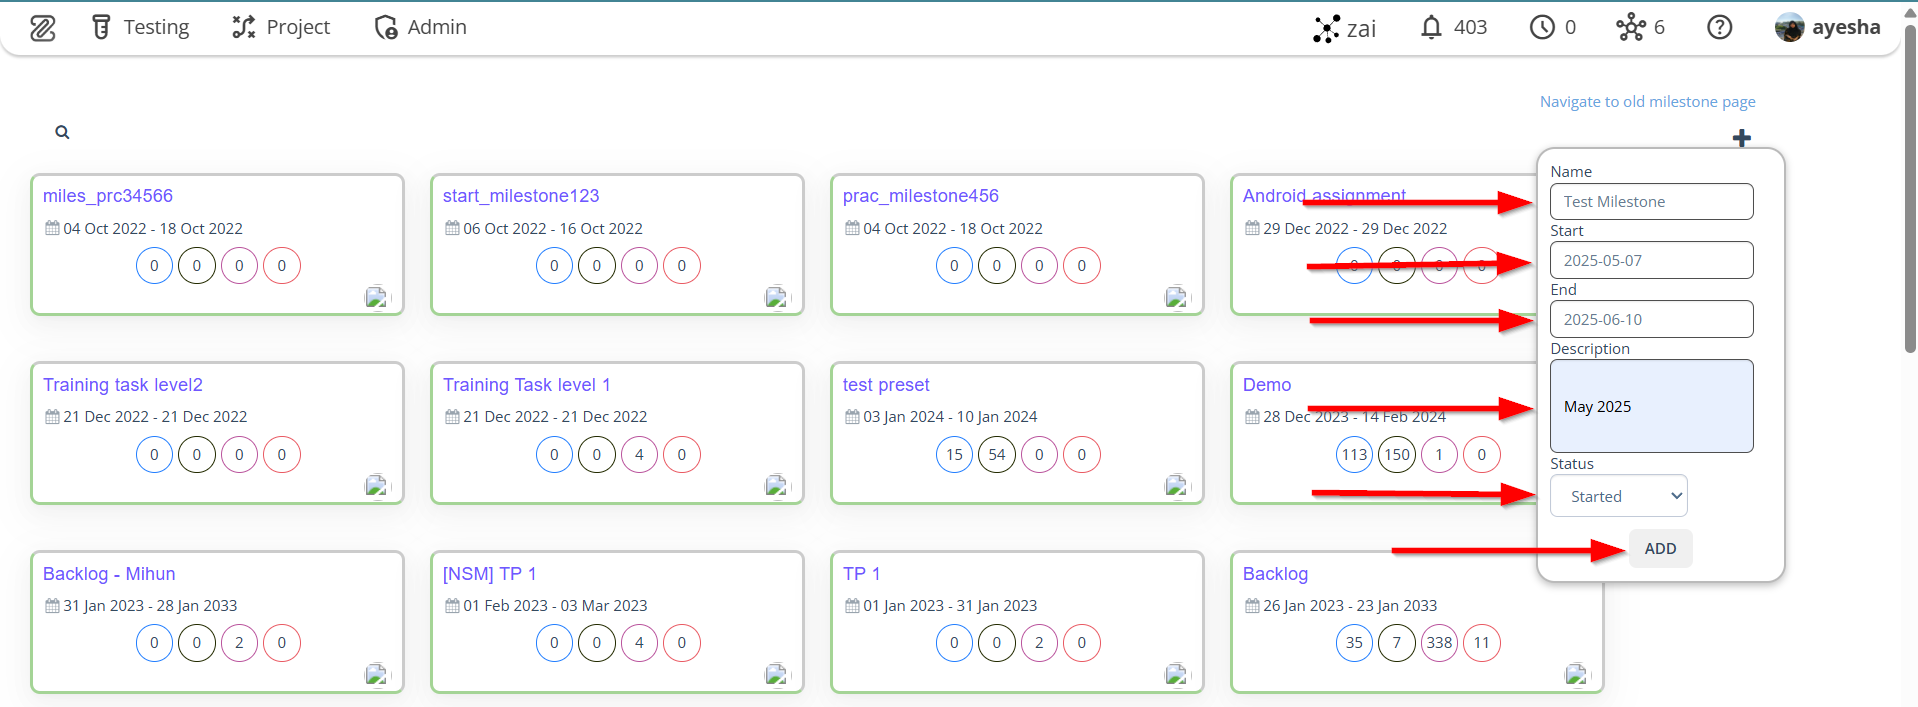 Testing Project Admin zai 403 0 6 ayesha
Navigate to old milestone page
miles_prc34566
04 Oct 2022 - 18 Oct 2022
0 0 0 0
start_milestone123
06 Oct 2022 - 16 Oct 2022
0 0 0 0
prac_milestone456
04 Oct 2022 - 18 Oct 2022
0 0 0 0
Android assignment
29 Dec 2022 - 29 Dec 2022
0 0 0 0
Name
Test Milestone
Start
2025-05-07
End
2025-06-10
Description
May 2025
Status
Started
ADD
Training task level2
21 Dec 2022 - 21 Dec 2022
0 0 0 0
Training Task level 1
21 Dec 2022 - 21 Dec 2022
0 0 4 0
test preset
03 Jan 2024 - 10 Jan 2024
15 54 0 0
Demo
28 Dec 2023 - 14 Feb 2024
113 150 1 0
Backlog - Mihun
31 Jan 2023 - 28 Jan 2033
0 0 2 0
[NSM] TP 1
01 Feb 2023 - 03 Mar 2023
0 0 4 0
TP 1
01 Jan 2023 - 31 Jan 2023
0 0 2 0
Backlog
26 Jan 2023 - 23 Jan 2033
35 7 338 11